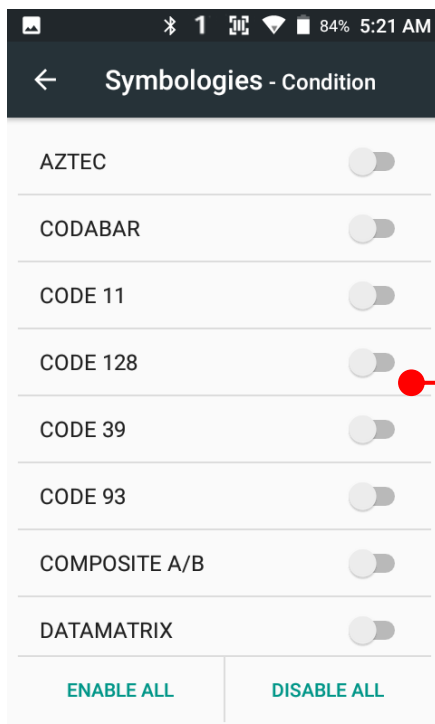 1 84% 5:21 AM
Symbologies - Condition
AZTEC
CODABAR
CODE 11
CODE 128
CODE 39
CODE 93
COMPOSITE A/B
DATAMATRIX
ENABLE ALL DISABLE ALL